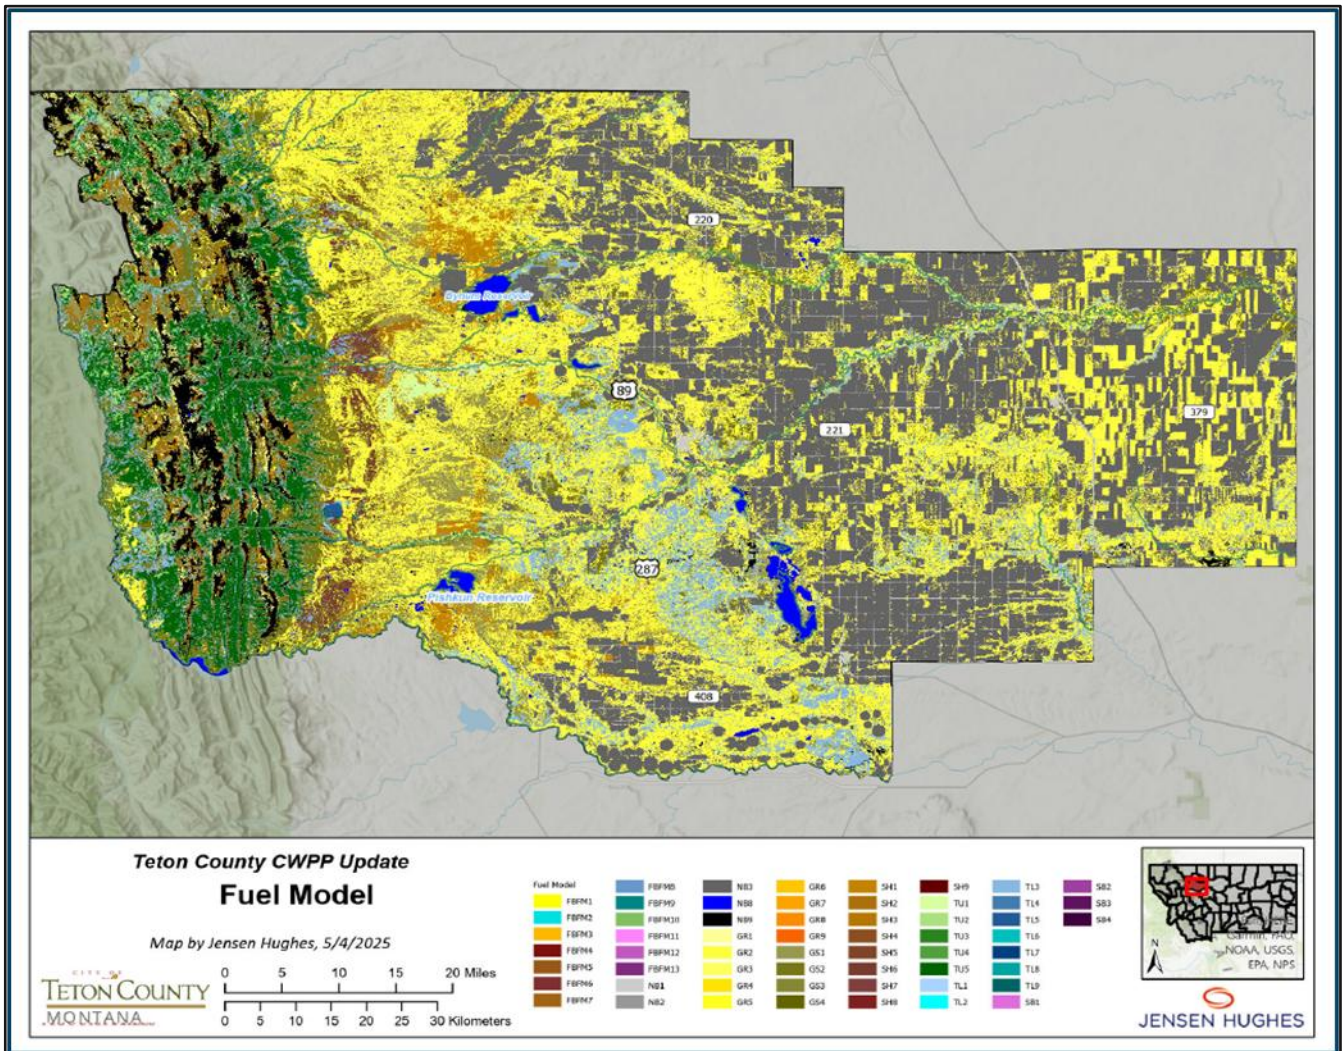 220
Bynum Reservoir
89
379
221
287
Pishkun Reservoir
408
Teton County CWPP Update
Fuel Model
Map by Jensen Hughes, 5/4/2025
CITY OF
TETON COUNTY
MONTANA
0 5 10 20 Miles
0 5 10 15 20 25 30 Kilometers
Fuel Model
FBFM1
FBFM2
FBFM3
FBFM4
FBFM5
FBFM6
FBFM7
FBFM8
FBFM9
FBFM10
FBFM11
FBFM12
FBFM13
NB1
NB2
NB3
NB8
NB9
GR1
GR2
GR3
GR4
GR5
GR6
GR7
GR8
GR9
GS1
GS2
GS3
GS4
SH1
SH2
SH3
SH4
SH5
SH6
SH7
SH8
SH9
TU1
TU2
TU3
TU4
TU5
TL1
TL2
TL3
TL4
TL5
TL6
TL7
TL8
TL9
SB1
SB2
SB3
SB4
Garmin, FAO,
NOAA, USGS,
EPA, NPS
N
JENSEN HUGHES